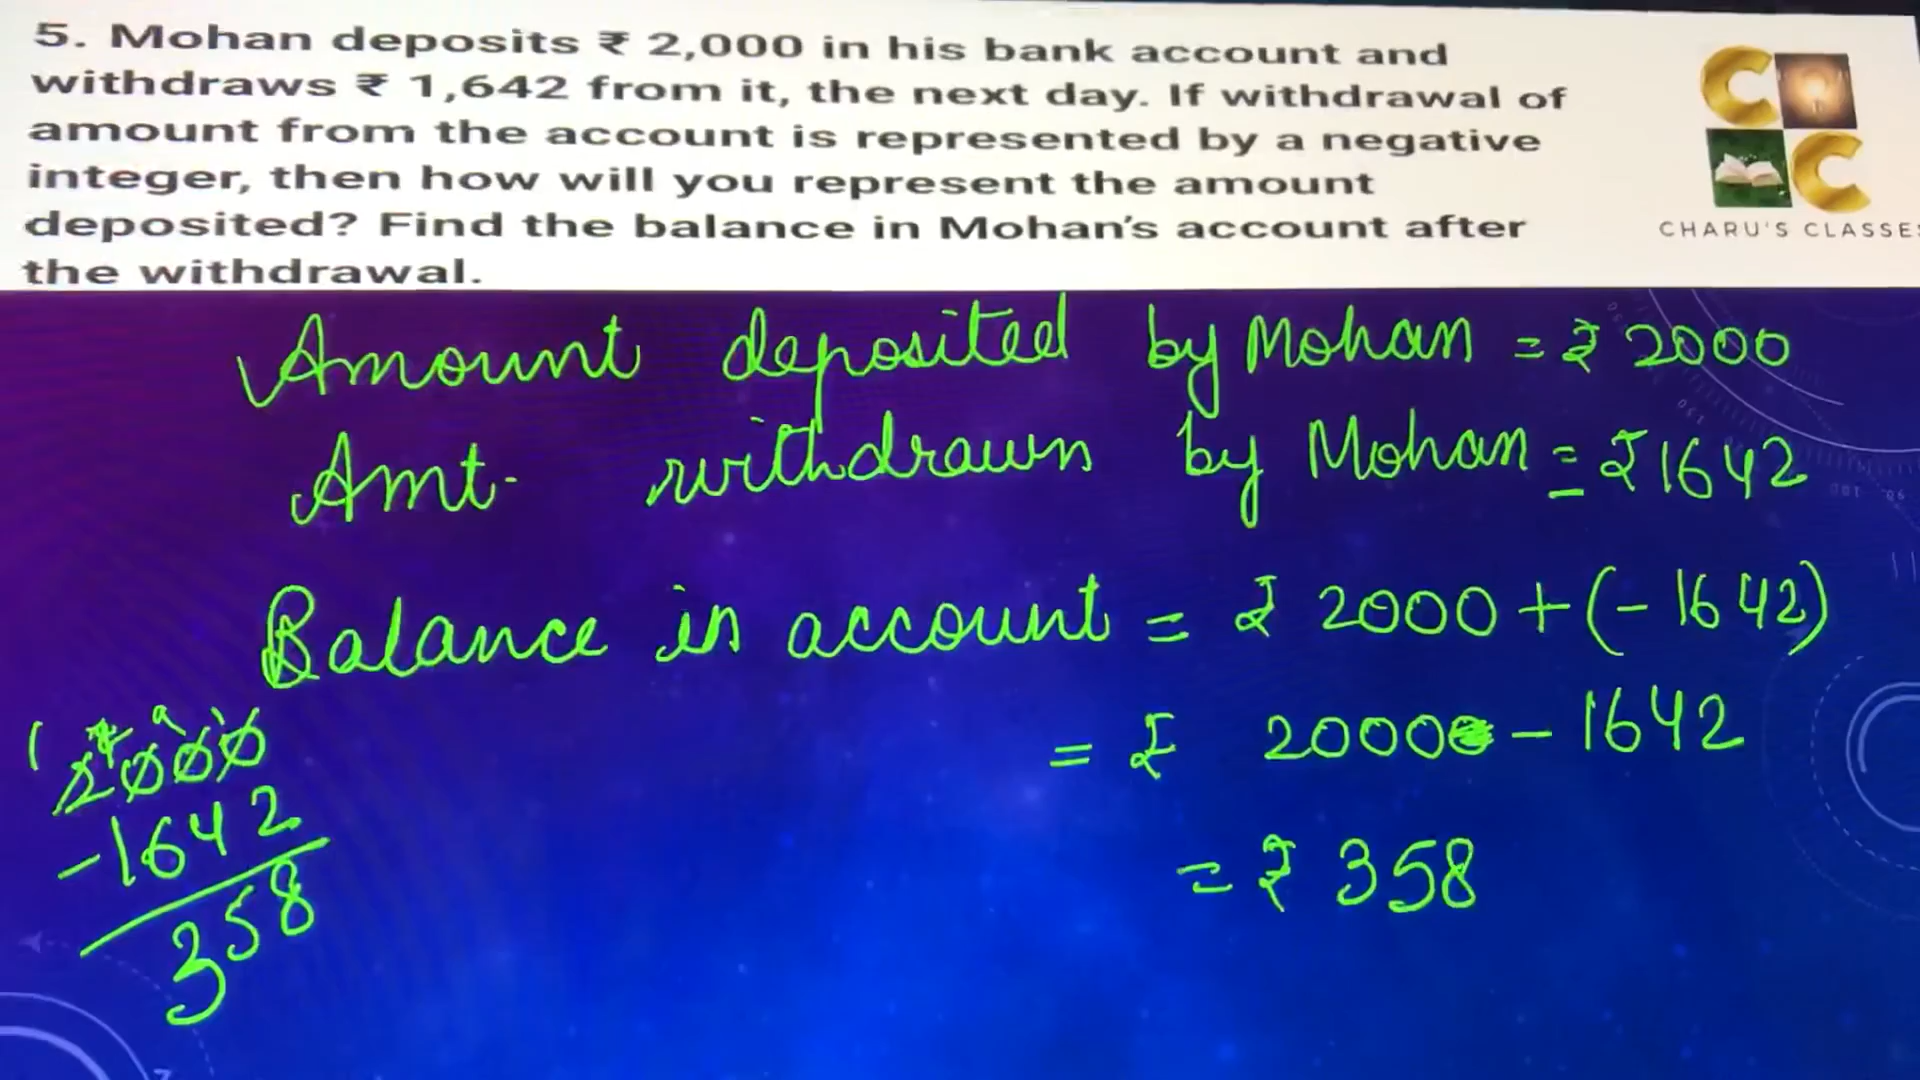 5. Mohan deposits ₹ 2,000 in his bank account and
withdraws ₹ 1,642 from it, the next day. If withdrawal of
amount from the account is represented by a negative
integer, then how will you represent the amount
deposited? Find the balance in Mohan's account after
the withdrawal.
CHARU'S CLASSES
Amount deposited by Mohan = ₹ 2000
Amt. withdrawn by Mohan = ₹ 1642
Balance in account = ₹ 2000 + (- 1642)
= ₹ 2000 - 1642
= ₹ 358
2000
-1642
358